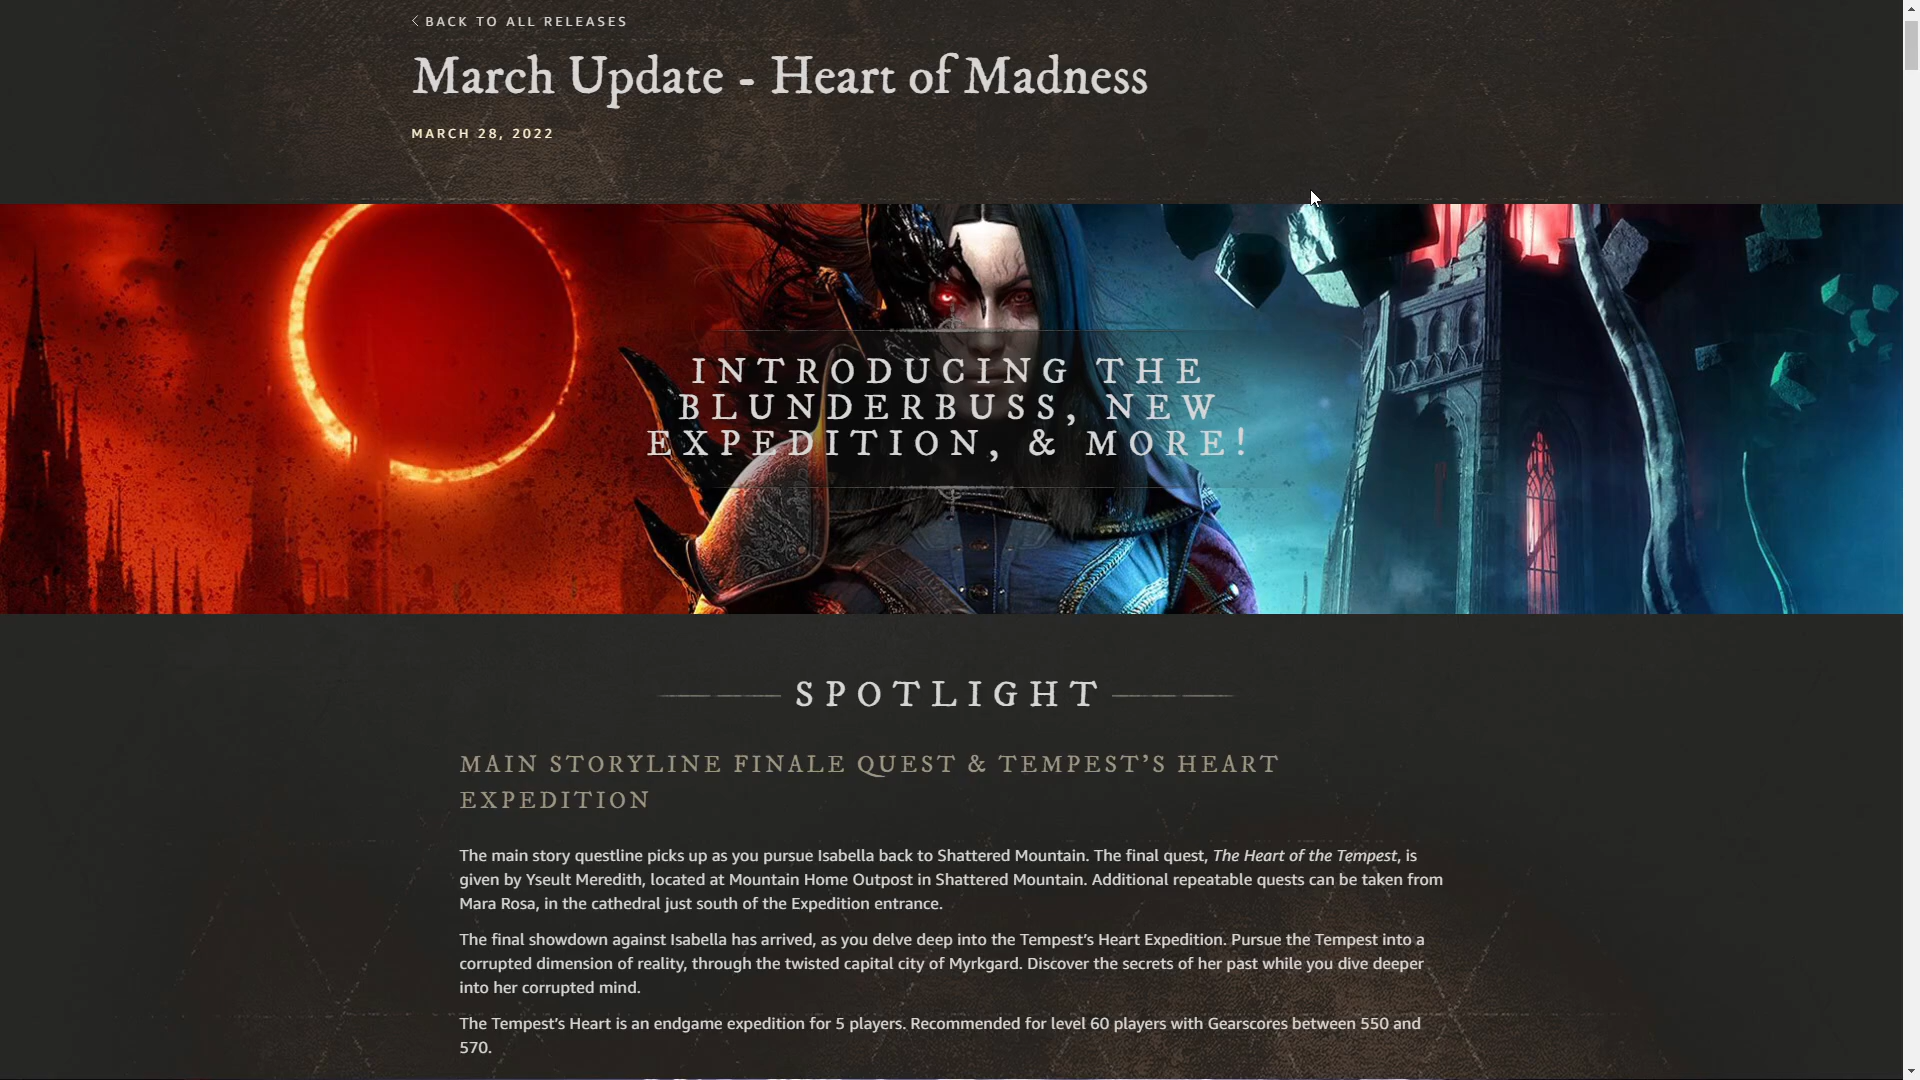 BACK TO ALL RELEASES
March Update - Heart of Madness
MARCH 28, 2022
INTRODUCING THE
BLUNDERBUSS, NEW
EXPEDITION, & MORE!
SPOTLIGHT
MAIN STORYLINE FINALE QUEST & TEMPEST’S HEART
EXPEDITION
The main story questline picks up as you pursue Isabella back to Shattered Mountain. The final quest, The Heart of the Tempest, is
given by Yseult Meredith, located at Mountain Home Outpost in Shattered Mountain. Additional repeatable quests can be taken from
Mara Rosa, in the cathedral just south of the Expedition entrance.
The final showdown against Isabella has arrived, as you delve deep into the Tempest’s Heart Expedition. Pursue the Tempest into a
corrupted dimension of reality, through the twisted capital city of Myrkgard. Discover the secrets of her past while you dive deeper
into her corrupted mind.
The Tempest’s Heart is an endgame expedition for 5 players. Recommended for level 60 players with Gearscores between 550 and
570.